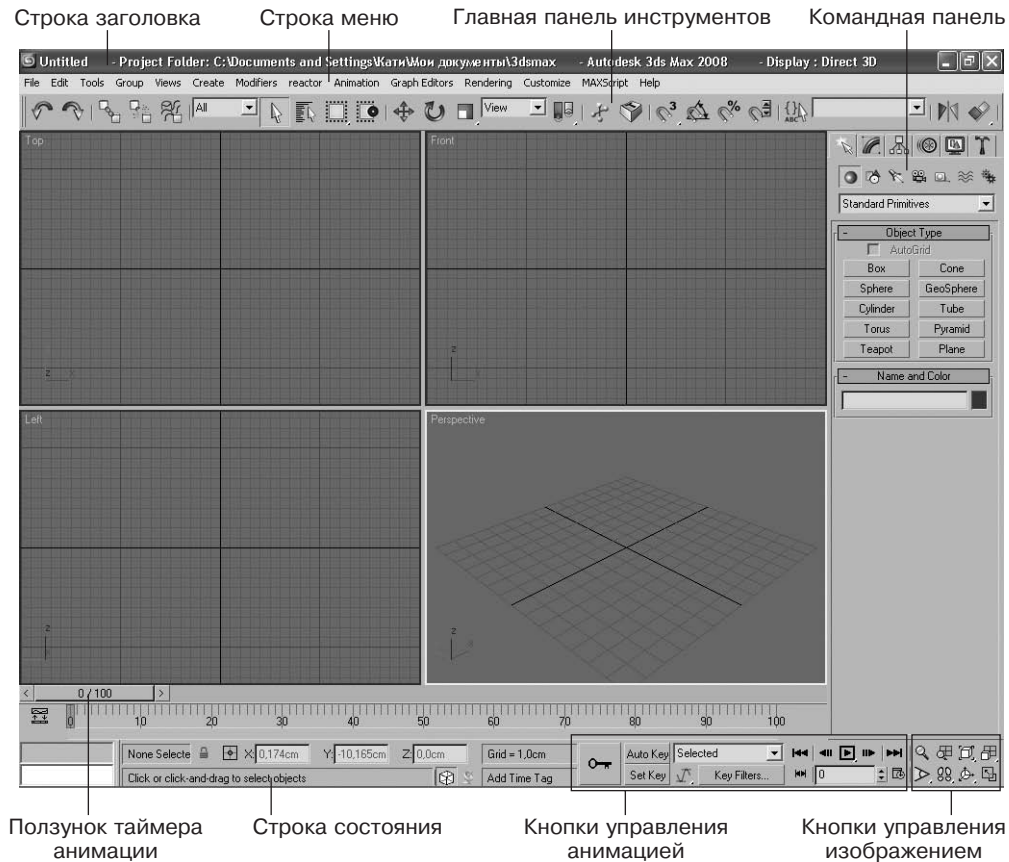 Строка заголовка Строка меню Главная панель инструментов Командная панель
Untitled - Project Folder: C:\Documents and Settings\Кати\Мои документы\3dsmax - Autodesk 3ds Max 2008 - Display : Direct 3D
File Edit Tools Group Views Create Modifiers reactor Animation Graph Editors Rendering Customize MAXScript Help
All View 3 % ABC
Top Front
Standard Primitives
- Object Type
AutoGrid
Box Cone
Sphere GeoSphere
Cylinder Tube
Torus Pyramid
Teapot Plane
- Name and Color
z x z
Left Perspective
z z
< 0 / 100 >
0 10 20 30 40 50 60 70 80 90 100
None Selecte X: 0,174cm Y: -10,165cm Z: 0,0cm Grid = 1,0cm Auto Key Selected
Click or click-and-drag to select objects Add Time Tag Set Key Key Filters... 0
Ползунок таймера Строка состояния Кнопки управления Кнопки управления
анимации анимацией изображением